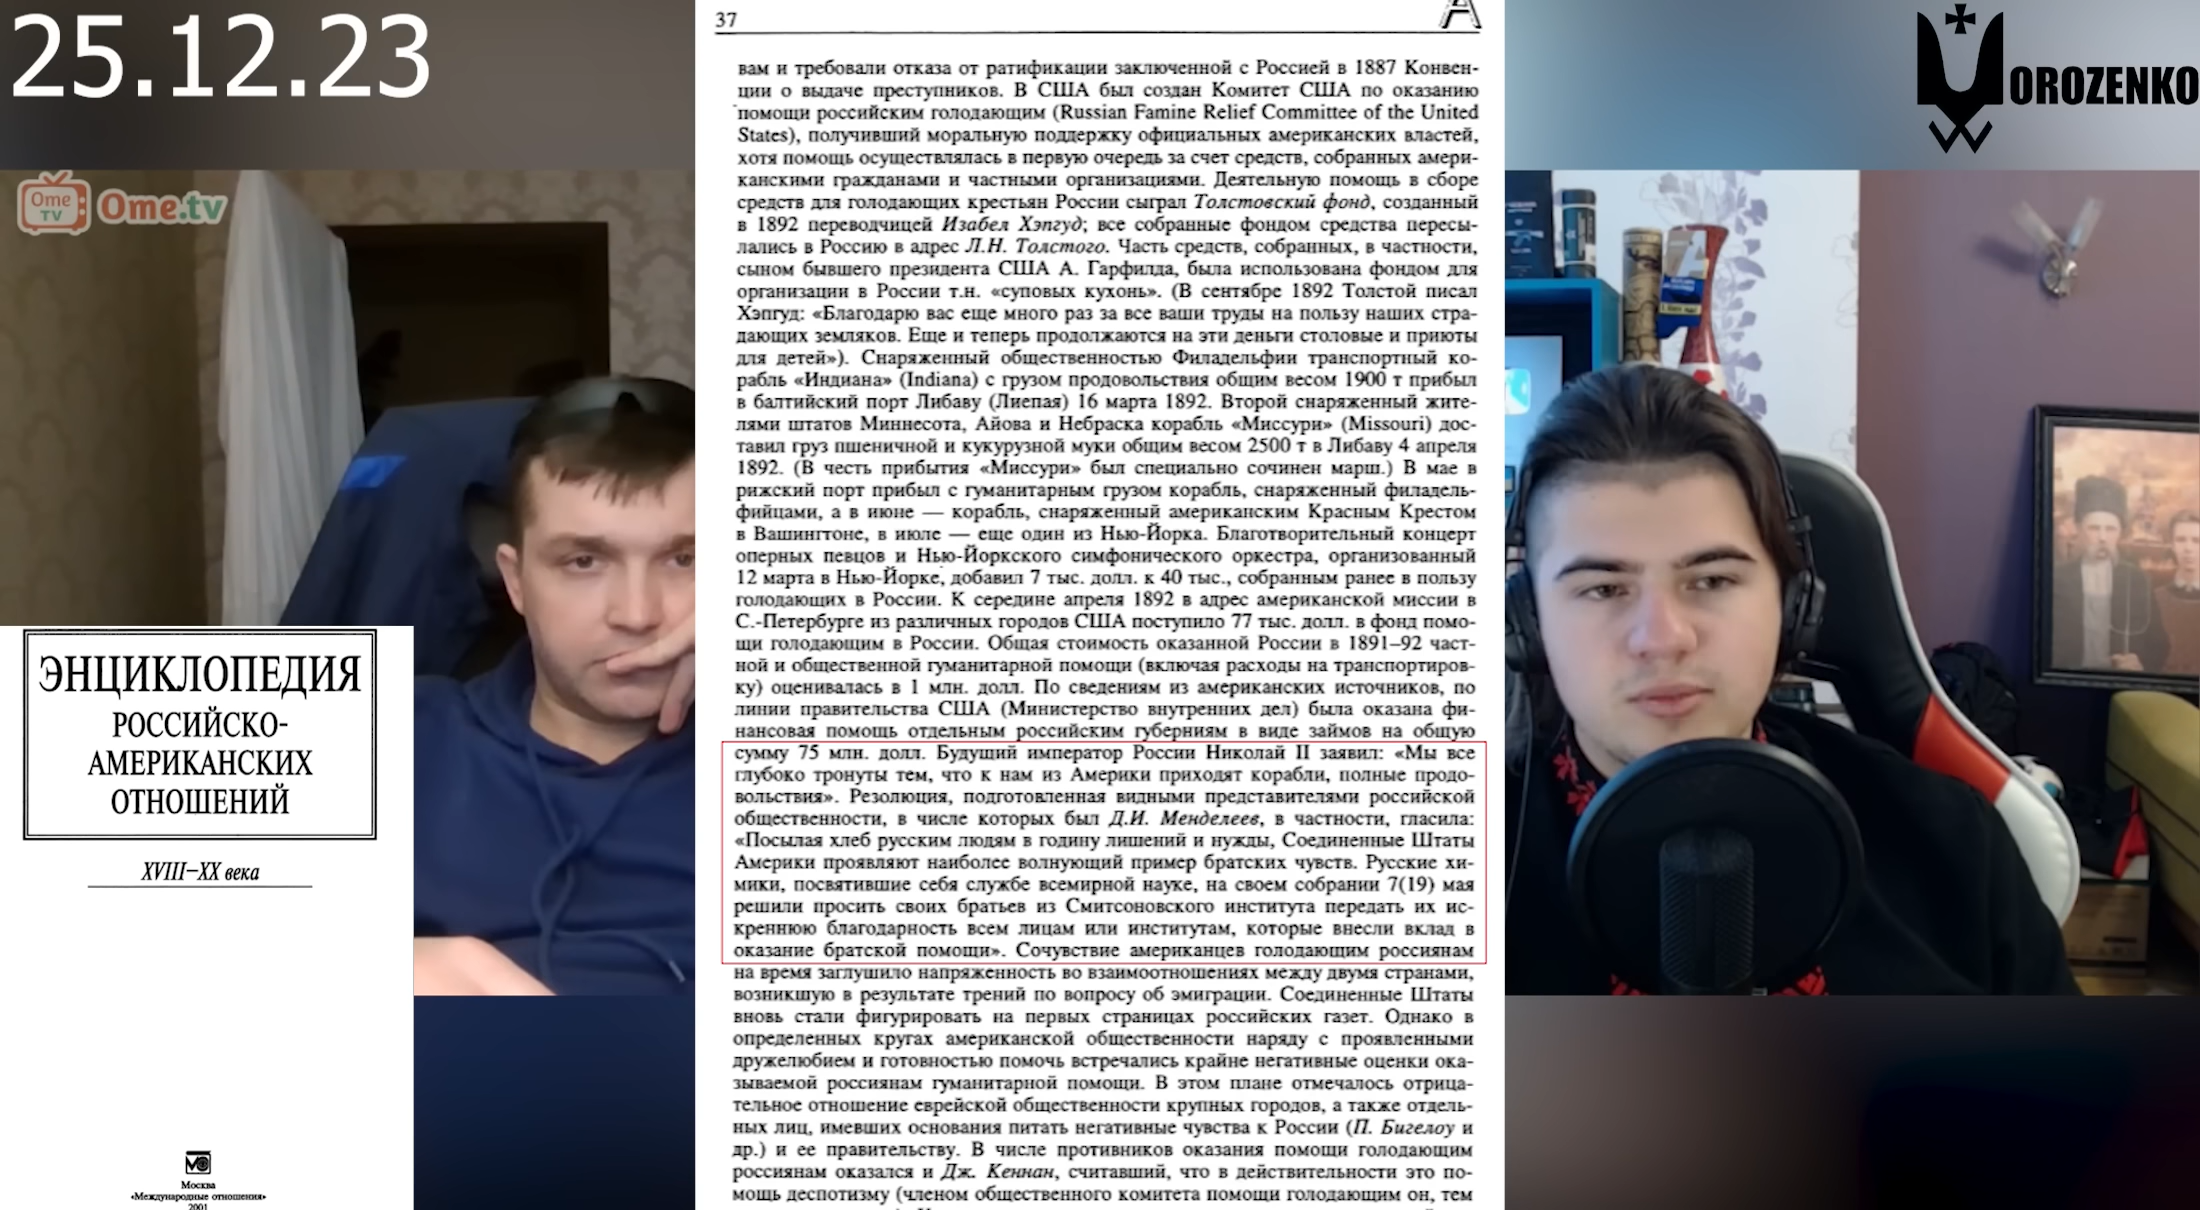 25.12.23
OROZENKO
Ome TV Ome.tv
37
вам и требовали отказа от ратификации заключенной с Россией в 1887 Конвен-
ции о выдаче преступников. В США был создан Комитет США по оказанию
помощи российским голодающим (Russian Famine Relief Committee of the United
States), получивший моральную поддержку официальных американских властей,
хотя помощь осуществлялась в первую очередь за счет средств, собранных амери-
канскими гражданами и частными организациями. Деятельную помощь в сборе
средств для голодающих крестьян России сыграл Толстовский фонд, созданный
в 1892 переводчицей Изабел Хэпгуд; все собранные фондом средства пересы-
лались в Россию в адрес Л.Н. Толстого. Часть средств, собранных, в частности,
сыном бывшего президента США А. Гарфилда, была использована фондом для
организации в России т.н. «суповых кухонь». (В сентябре 1892 Толстой писал
Хэпгуд: «Благодарю вас еще много раз за все ваши труды на пользу наших стра-
дающих земляков. Еще и теперь продолжаются на эти деньги столовые и приюты
для детей»). Снаряженный общественностью Филадельфии транспортный ко-
рабль «Индиана» (Indiana) с грузом продовольствия общим весом 1900 т прибыл
в балтийский порт Либаву (Лиепая) 16 марта 1892. Второй снаряженный жите-
лями штатов Миннесота, Айова и Небраска корабль «Миссури» (Missouri) дос-
тавил груз пшеничной и кукурузной муки общим весом 2500 т в Либаву 4 апреля
1892. (В честь прибытия «Миссури» был специально сочинен марш.) В мае в
рижский порт прибыл с гуманитарным грузом корабль, снаряженный филадель-
фийцами, а в июне — корабль, снаряженный американским Красным Крестом
в Вашингтоне, в июле — еще один из Нью-Йорка. Благотворительный концерт
оперных певцов и Нью-Йоркского симфонического оркестра, организованный
12 марта в Нью-Йорке, добавил 7 тыс. долл. к 40 тыс., собранным ранее в пользу
голодающих в России. К середине апреля 1892 в адрес американской миссии в
С.-Петербурге из различных городов США поступило 77 тыс. долл. в фонд помо-
щи голодающим в России. Общая стоимость оказанной России в 1891–92 част-
ной и общественной гуманитарной помощи (включая расходы на транспортиров-
ку) оценивалась в 1 млн. долл. По сведениям из американских источников, по
линии правительства США (Министерство внутренних дел) была оказана фи-
нансовая помощь отдельным российским губерниям в виде займов на общую
сумму 75 млн. долл. Будущий император России Николай II заявил: «Мы все
глубоко тронуты тем, что к нам из Америки приходят корабли, полные продо-
вольствия». Резолюция, подготовленная видными представителями российской
общественности, в числе которых был Д.И. Менделеев, в частности, гласила:
«Посылая хлеб русским людям в годину лишений и нужды, Соединенные Штаты
Америки проявляют наиболее волнующий пример братских чувств. Русские хи-
мики, посвятившие себя службе всемирной науке, на своем собрании 7(19) мая
решили просить своих братьев из Смитсоновского института передать их ис-
креннюю благодарность всем лицам или институтам, которые внесли вклад в
оказание братской помощи». Сочувствие американцев голодающим россиянам
на время заглушило напряженность во взаимоотношениях между двумя странами,
возникшую в результате трений по вопросу об эмиграции. Соединенные Штаты
вновь стали фигурировать на первых страницах российских газет. Однако в
определенных кругах американской общественности наряду с проявленными
дружелюбием и готовностью помочь встречались крайне негативные оценки ока-
зываемой россиянам гуманитарной помощи. В этом плане отмечалось отрица-
тельное отношение еврейской общественности крупных городов, а также отдель-
ных лиц, имевших основания питать негативные чувства к России (П. Бигелоу и
др.) и ее правительству. В числе противников оказания помощи голодающим
россиянам оказался и Дж. Кеннан, считавший, что в действительности это по-
мощь деспотизму (членом общественного комитета помощи голодающим он, тем
ЭНЦИКЛОПЕДИЯ
РОССИЙСКО-
АМЕРИКАНСКИХ
ОТНОШЕНИЙ
XVIII–XX века
Москва
«Международные отношения»
2001